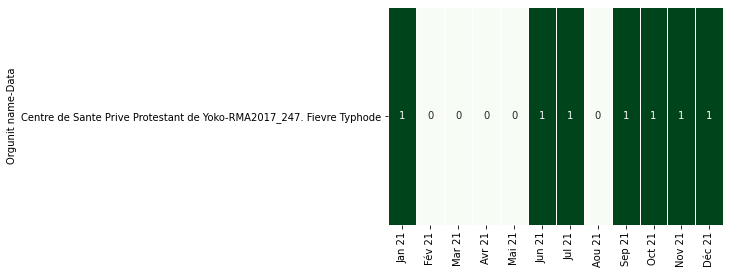 Orgunit name-Data
Centre de Sante Prive Protestant de Yoko-RMA2017_247. Fievre Typhode
1 0 0 0 0 1 1 0 1 1 1 1
Jan 21 Fév 21 Mar 21 Avr 21 Mai 21 Jun 21 Jul 21 Aou 21 Sep 21 Oct 21 Nov 21 Déc 21